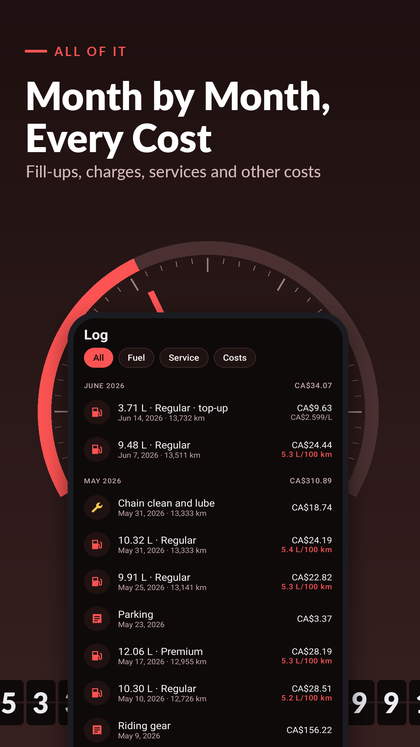 ALL OF IT
Month by Month,
Every Cost
Fill-ups, charges, services and other costs
Log
All Fuel Service Costs
JUNE 2026 CA$34.07
3.71 L · Regular · top-up CA$9.63
Jun 14, 2026 · 13,732 km CA$2.599/L
9.48 L · Regular CA$24.44
Jun 7, 2026 · 13,511 km 5.3 L/100 km
MAY 2026 CA$310.89
Chain clean and lube CA$18.74
May 31, 2026 · 13,333 km
10.32 L · Regular CA$24.19
May 31, 2026 · 13,333 km 5.4 L/100 km
9.91 L · Regular CA$22.82
May 25, 2026 · 13,141 km 5.3 L/100 km
Parking CA$3.37
May 23, 2026
12.06 L · Premium CA$28.19
May 17, 2026 · 12,955 km 5.3 L/100 km
10.30 L · Regular CA$28.51
May 10, 2026 · 12,726 km 5.2 L/100 km
Riding gear CA$156.22
May 9, 2026
5 3 9 9